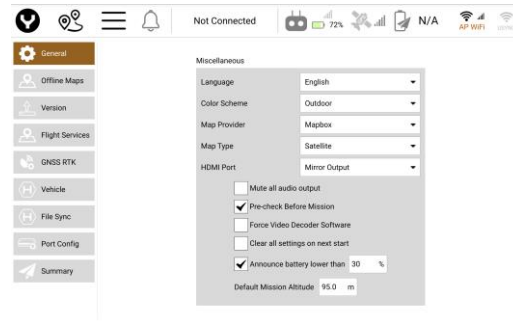 Not Connected 72% N/A AP WiFi
General
Offline Maps
Version
Flight Services
GNSS RTK
Vehicle
File Sync
Port Config
Summary
Miscellaneous
Language English
Color Scheme Outdoor
Map Provider Mapbox
Map Type Satellite
HDMI Port Mirror Output
Mute all audio output
Pre-check Before Mission
Force Video Decoder Software
Clear all settings on next start
Announce battery lower than 30 %
Default Mission Altitude 95.0 m